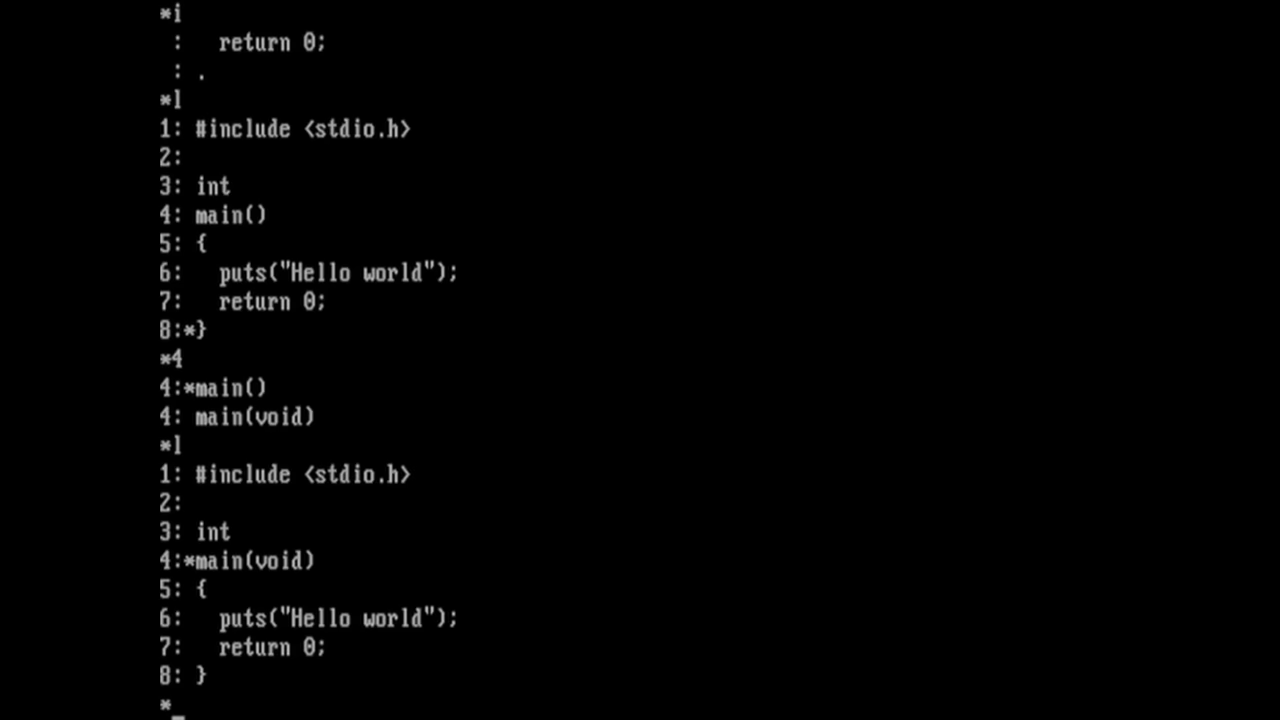 *i
 :   return 0;
 : .
*l
1: #include <stdio.h>
2:
3: int
4: main()
5: {
6:   puts("Hello world");
7:   return 0;
8:*}
*4
4:*main()
4: main(void)
*l
1: #include <stdio.h>
2:
3: int
4:*main(void)
5: {
6:   puts("Hello world");
7:   return 0;
8: }
*_